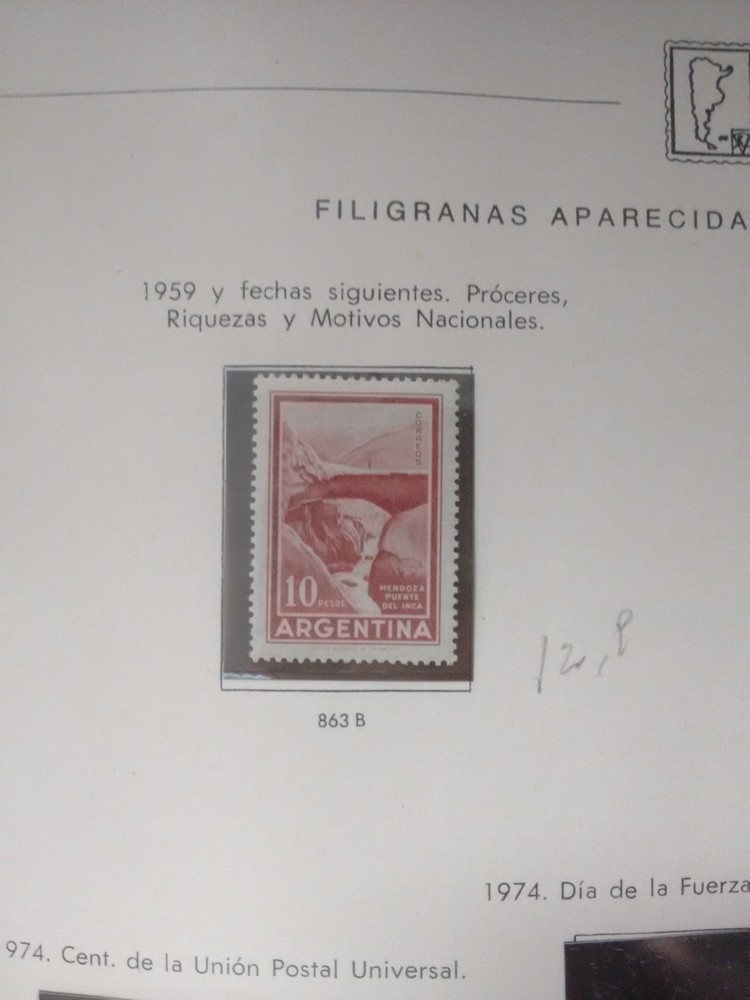 FILIGRANAS APARECIDA
1959 y fechas siguientes. Próceres,
Riquezas y Motivos Nacionales.
CORREOS
10 PESOS
MENDOZA
PUENTE
DEL INCA
ARGENTINA
863 B
1974. Día de la Fuerza
974. Cent. de la Unión Postal Universal.